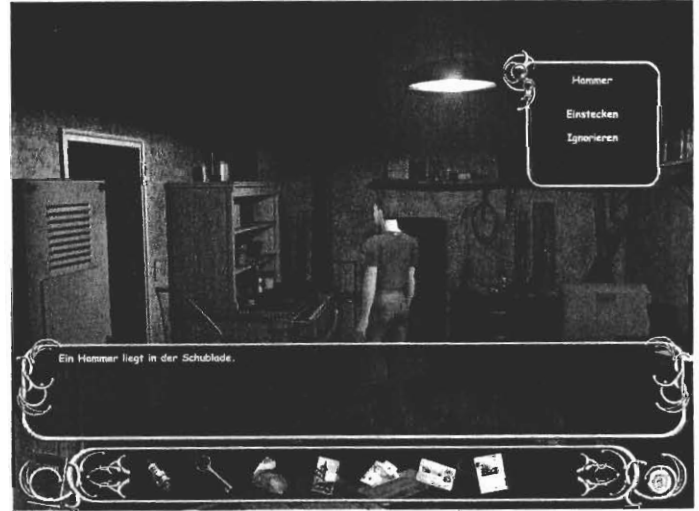 Hammer
Einstecken
Ignorieren
Ein Hammer liegt in der Schublade.